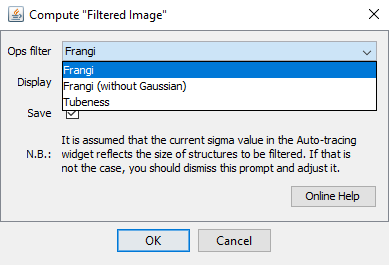 Compute "Filtered Image"
Ops filter
Frangi
Frangi
Frangi (without Gaussian)
Tubeness
Display
Save
N.B.:
It is assumed that the current sigma value in the Auto-tracing
widget reflects the size of structures to be filtered. If that is
not the case, you should dismiss this prompt and adjust it.
Online Help
OK
Cancel